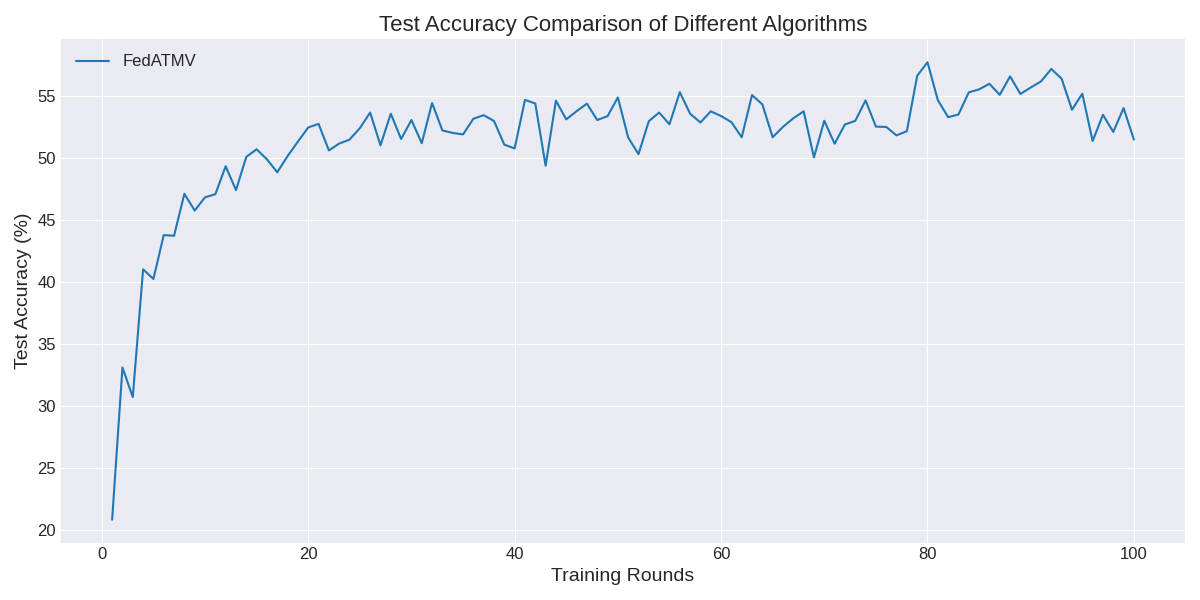 Test Accuracy Comparison of Different Algorithms
FedATMV
55
50
45
40
35
30
25
20
Test Accuracy (%)
0 20 40 60 80 100
Training Rounds